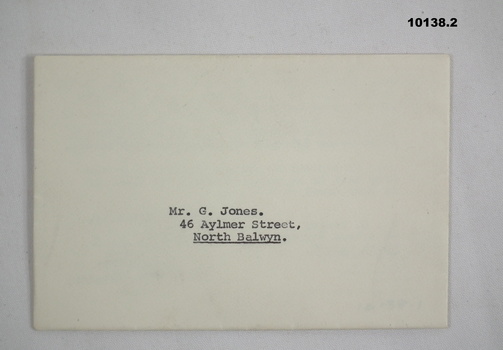 10138.2
Mr. G. Jones.
46 Aylmer Street,
North Balwyn.